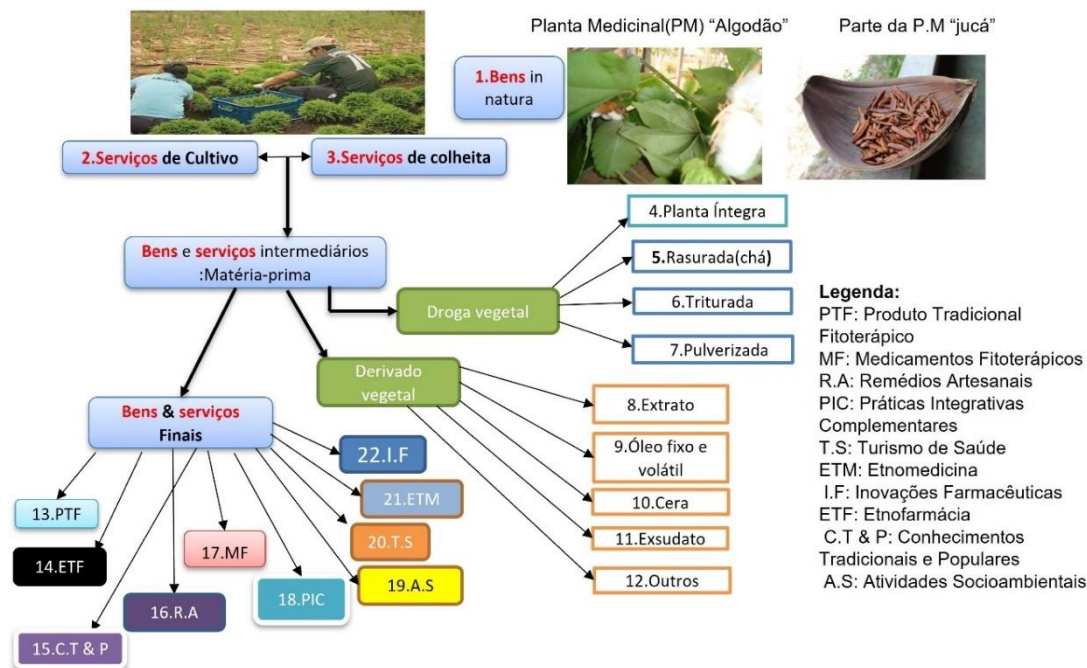 Planta Medicinal(PM) “Algodão”
Parte da P.M “jucá”
1.Bens in
natura
2.Serviços de Cultivo
3.Serviços de colheita
Bens e serviços intermediários
:Matéria-prima
Droga vegetal
4.Planta Íntegra
5.Rasurada(chá)
6.Triturada
7.Pulverizada
Derivado
vegetal
8.Extrato
9.Óleo fixo e
volátil
10.Cera
11.Exsudato
12.Outros
Bens & serviços
Finais
22.I.F
21.ETM
20.T.S
19.A.S
18.PIC
17.MF
16.R.A
15.C.T & P
14.ETF
13.PTF
Legenda:
PTF: Produto Tradicional
Fitoterápico
MF: Medicamentos Fitoterápicos
R.A: Remédios Artesanais
PIC: Práticas Integrativas
Complementares
T.S: Turismo de Saúde
ETM: Etnomedicina
I.F: Inovações Farmacêuticas
ETF: Etnofarmácia
C.T & P: Conhecimentos
Tradicionais e Populares
A.S: Atividades Socioambientais